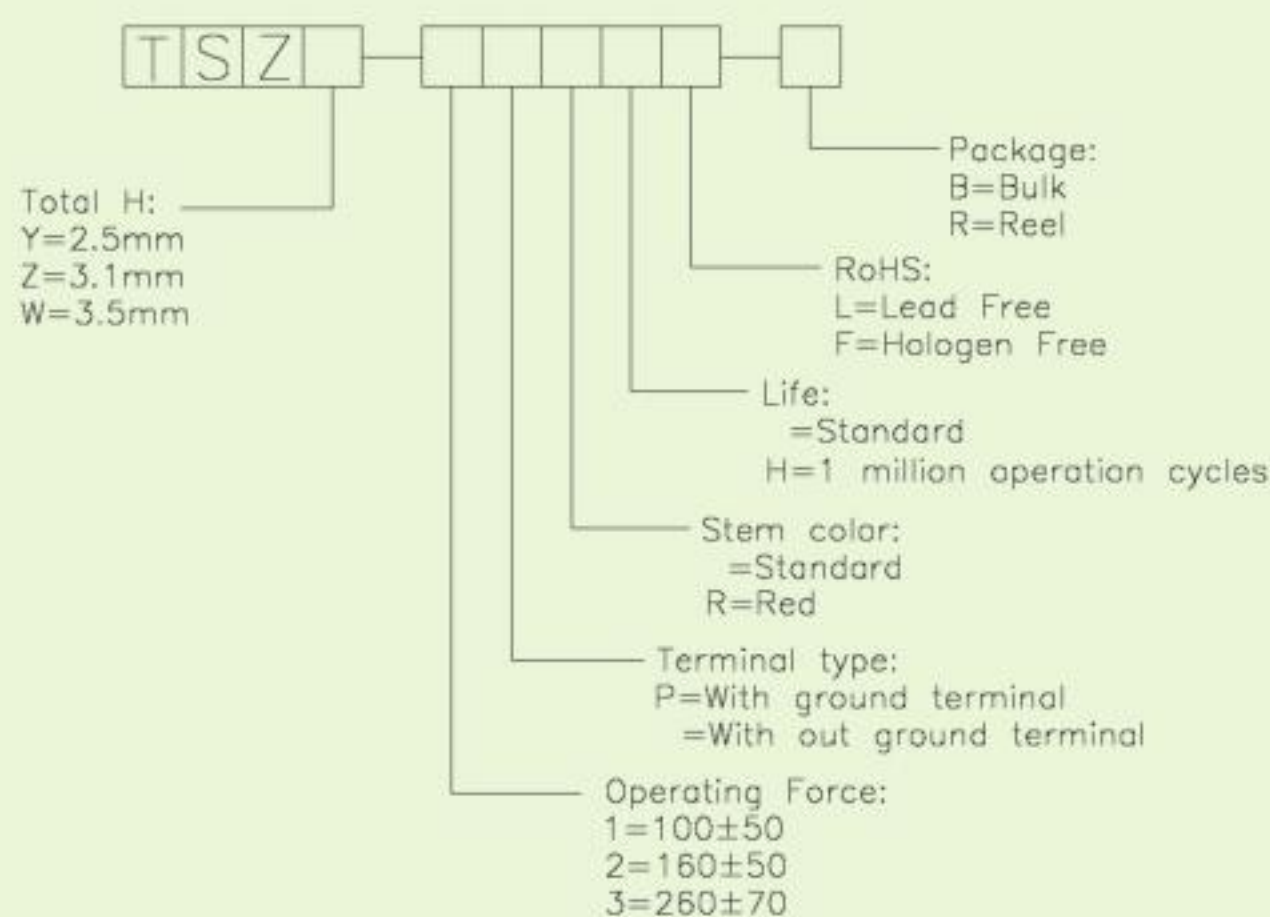 TSZ
Package:
B=Bulk
R=Reel
Total H:
Y=2.5mm
Z=3.1mm
W=3.5mm
RoHS:
L=Lead Free
F=Halogen Free
Life:
=Standard
H=1 million operation cycles
Stem color:
=Standard
R=Red
Terminal type:
P=With ground terminal
=With out ground terminal
Operating Force:
1=100±50
2=160±50
3=260±70